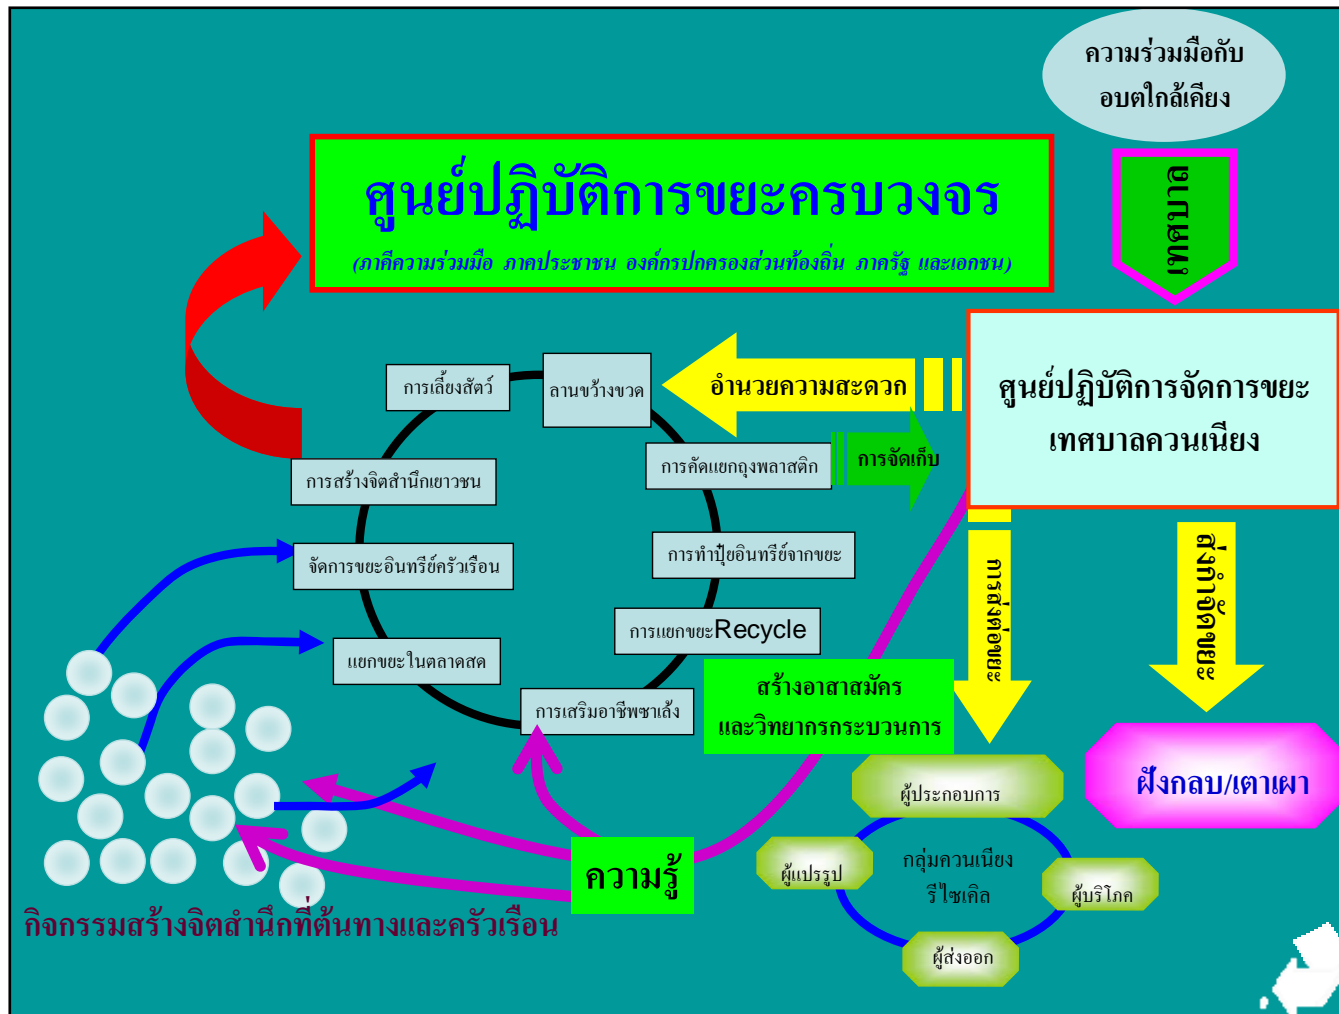 ความร่วมมือกับ
อบตใกล้เคียง
เทศบาล
ศูนย์ปฏิบัติการขยะครบวงจร
(ภาคีความร่วมมือ ภาคประชาชน องค์กรปกครองส่วนท้องถิ่น ภาครัฐ และเอกชน)
ศูนย์ปฏิบัติการจัดการขยะ
เทศบาลควนเนียง
อำนวยความสะดวก
การจัดเก็บ
การเลี้ยงสัตว์
ลานขว้างขวด
การคัดแยกถุงพลาสติก
การสร้างจิตสำนึกเยาวชน
การทำปุ๋ยอินทรีย์จากขยะ
จัดการขยะอินทรีย์ครัวเรือน
การแยกขยะRecycle
แยกขยะในตลาดสด
การเสริมอาชีพซาเล้ง
การส่งต่อขยะ
ส่งกำจัดขยะ
สร้างอาสาสมัคร
และวิทยากรกระบวนการ
ฝังกลบ/เตาเผา
ผู้ประกอบการ
ความรู้
กลุ่มควนเนียง
รีไซเคิล
ผู้แปรรูป
ผู้บริโภค
ผู้ส่งออก
กิจกรรมสร้างจิตสำนึกที่ต้นทางและครัวเรือน